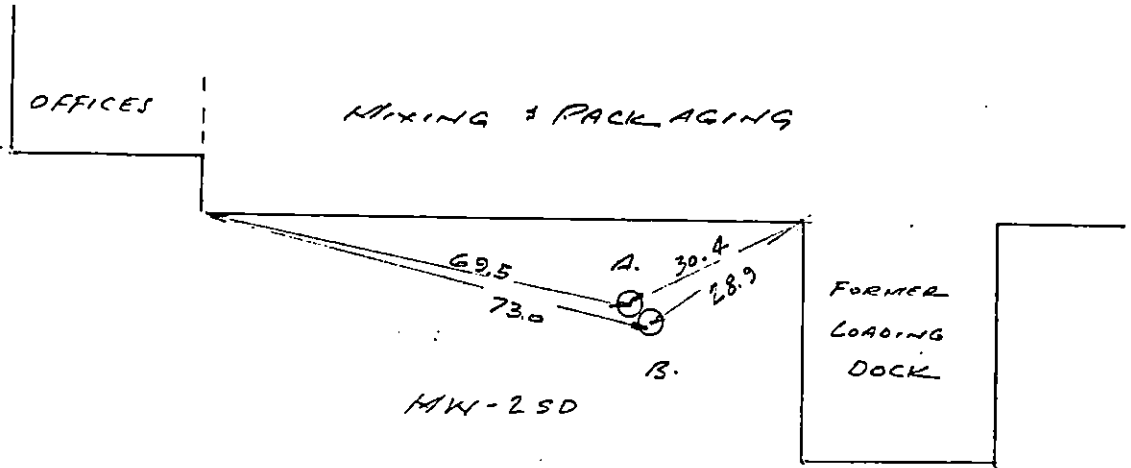 OFFICES
MIXING & PACKAGING
69.5
A.
30.4
73.0
28.9
B.
FORMER
LOADING
DOCK
MW-2SD